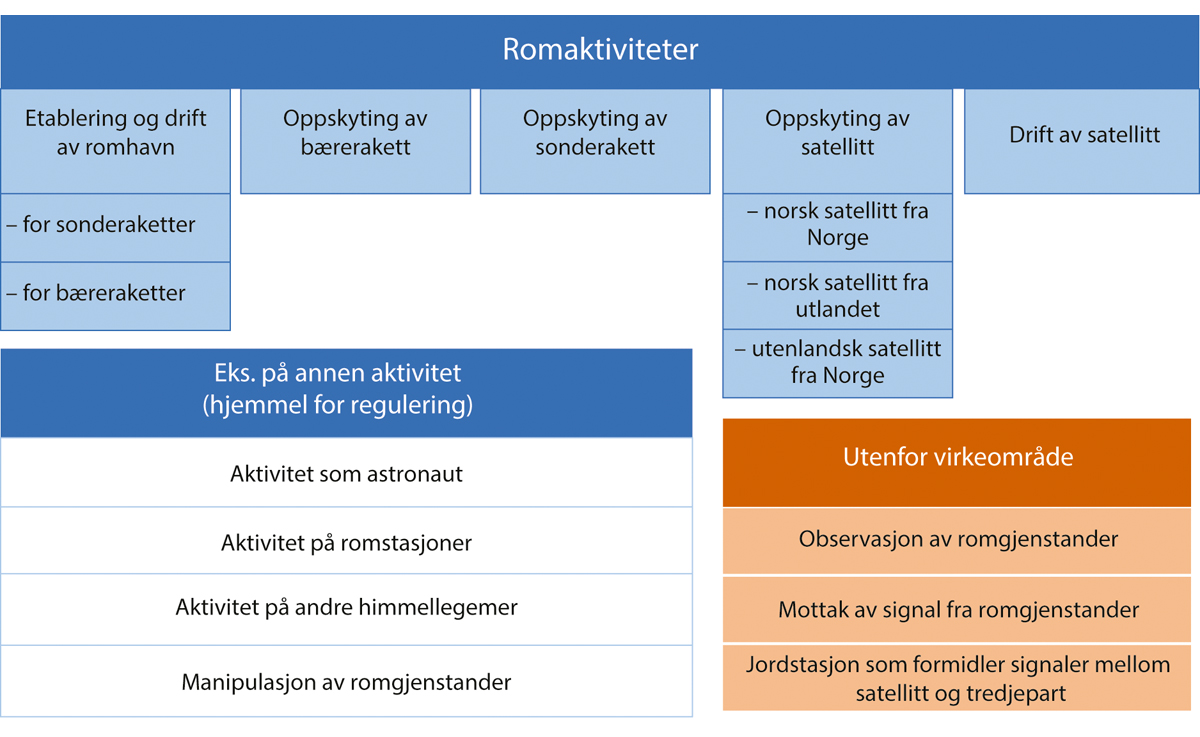 Romaktiviteter
Etablering og drift
av romhavn
– for sonderaketter
– for bæreraketter
Oppskyting av
bærerakett
Oppskyting av
sonderakett
Oppskyting av
satellitt
– norsk satellitt fra
Norge
– norsk satellitt fra
utlandet
– utenlandsk satellitt
fra Norge
Drift av satellitt
Eks. på annen aktivitet
(hjemmel for regulering)
Aktivitet som astronaut
Aktivitet på romstasjoner
Aktivitet på andre himmellegemer
Manipulasjon av romgjenstander
Utenfor virkeområde
Observasjon av romgjenstander
Mottak av signal fra romgjenstander
Jordstasjon som formidler signaler mellom
satellitt og tredjepart